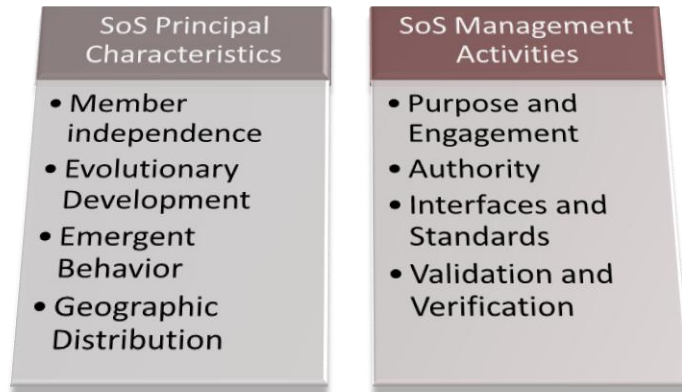 SoS Principal
Characteristics
• Member
independence
• Evolutionary
Development
• Emergent
Behavior
• Geographic
Distribution
SoS Management
Activities
• Purpose and
Engagement
• Authority
• Interfaces and
Standards
• Validation and
Verification